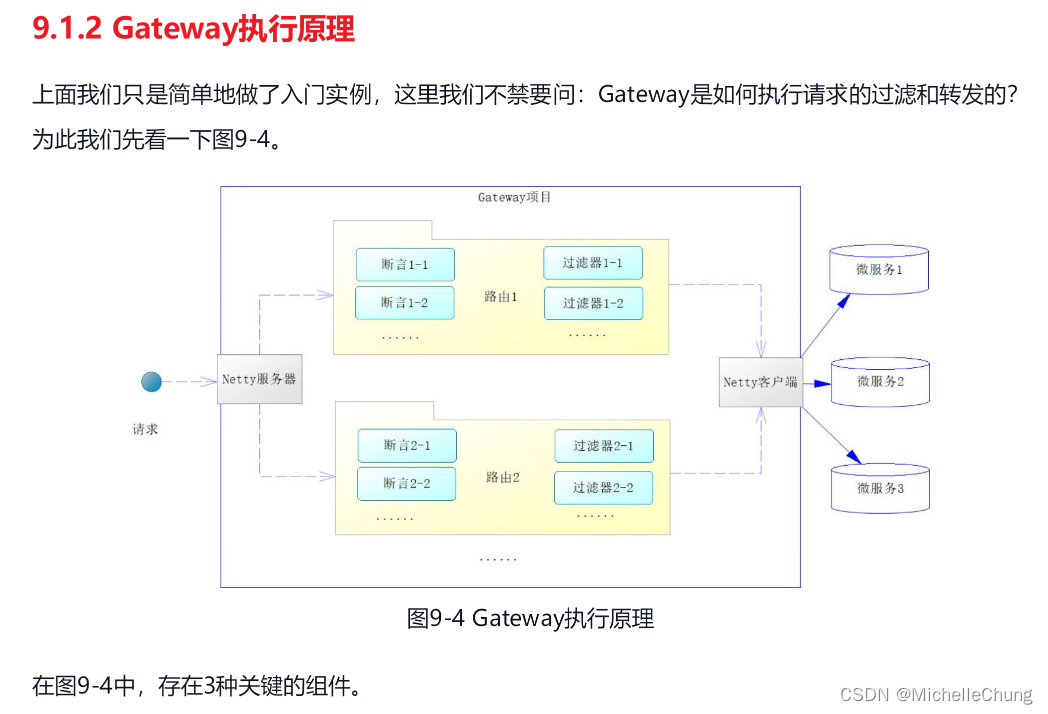 9.1.2 Gateway执行原理
上面我们只是简单地做了入门实例，这里我们不禁要问：Gateway是如何执行请求的过滤和转发的？
为此我们先看一下图9-4。
Gateway项目
断言1-1
过滤器1-1
路由1
断言1-2
过滤器1-2
......
......
微服务1
请求
Netty服务器
Netty客户端
微服务2
断言2-1
过滤器2-1
路由2
断言2-2
过滤器2-2
......
......
微服务3
......
图9-4 Gateway执行原理
在图9-4中，存在3种关键的组件。
CSDN @MichelleChung